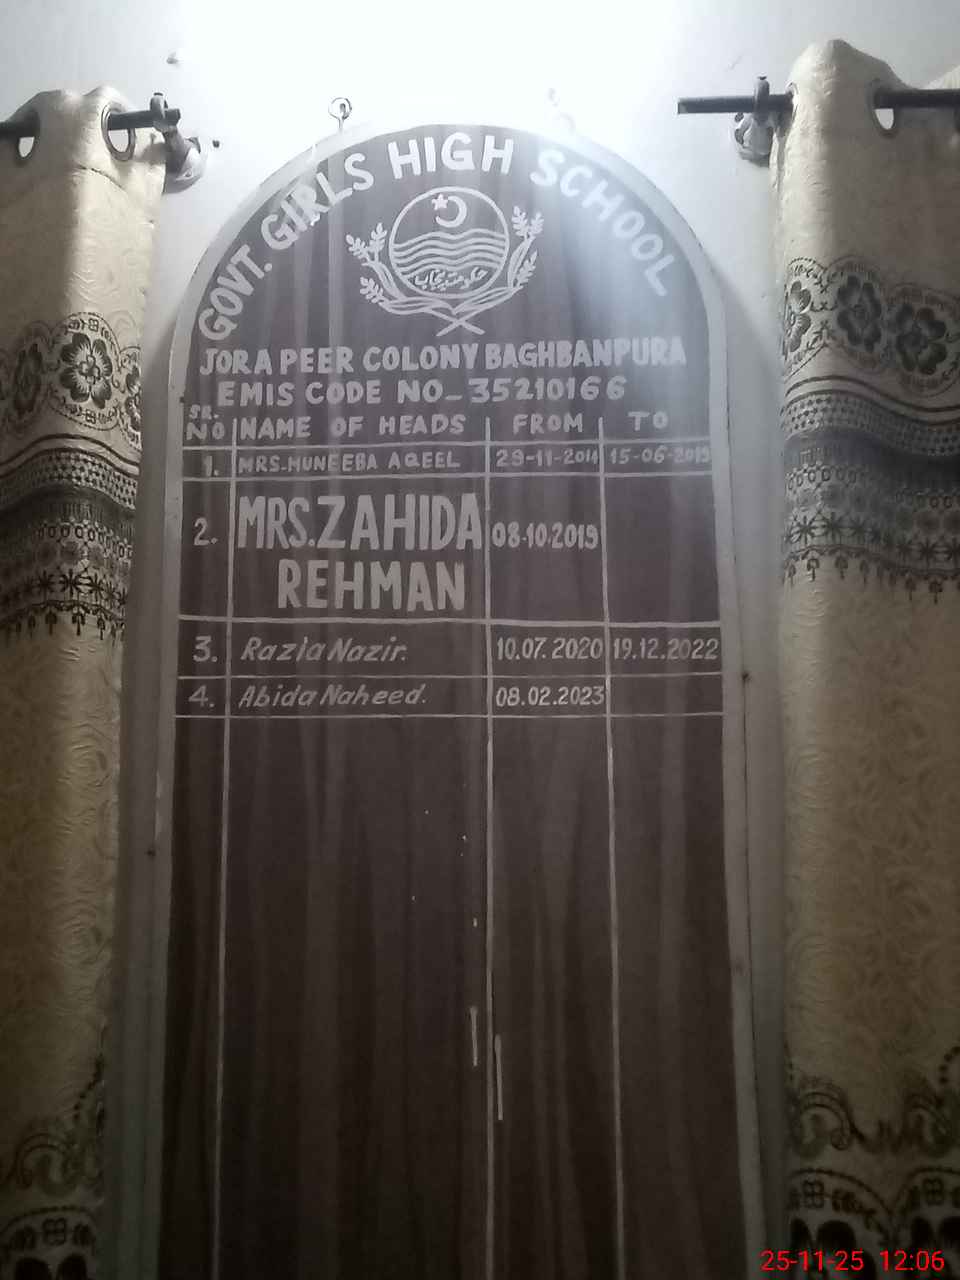 GOVT. GIRLS HIGH SCHOOL
حکومت پنجاب
JORA PEER COLONY BAGHBANPURA
EMIS CODE NO_35210166
SR. NO NAME OF HEADS FROM TO
1. MRS.MUNEEBA AQEEL 29-11-2014 15-06-2019
2. MRS.ZAHIDA 08-10-2019
REHMAN
3. Razia Nazir. 10.07.2020 19.12.2022
4. Abida Naheed. 08.02.2023
25-11-25 12:06